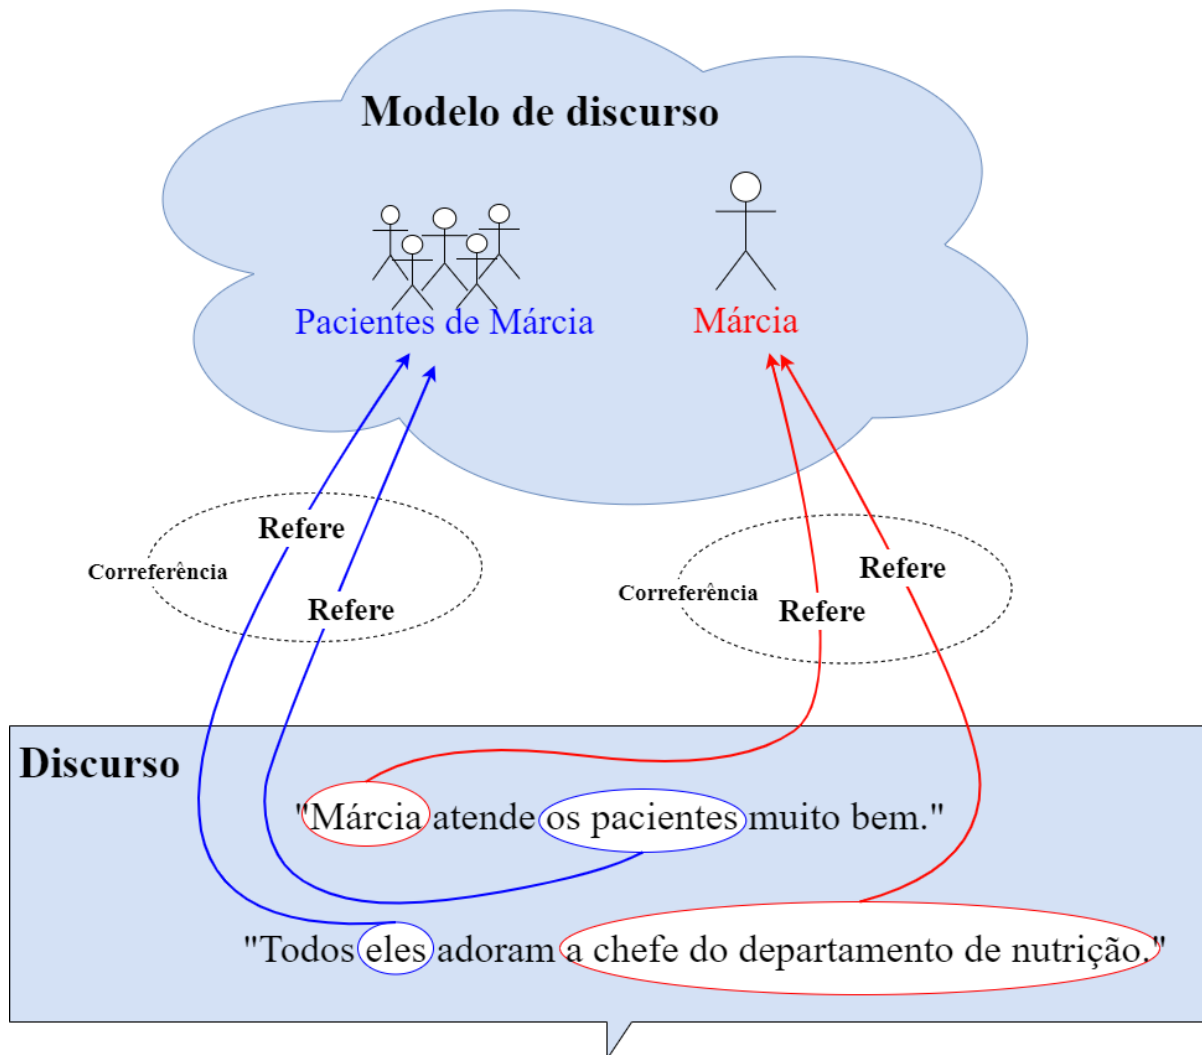 Modelo de discurso
Pacientes de Márcia
Márcia
Refere
Correferência
Refere
Refere
Correferência
Refere
Discurso
"Márcia atende os pacientes muito bem."
"Todos eles adoram a chefe do departamento de nutrição."